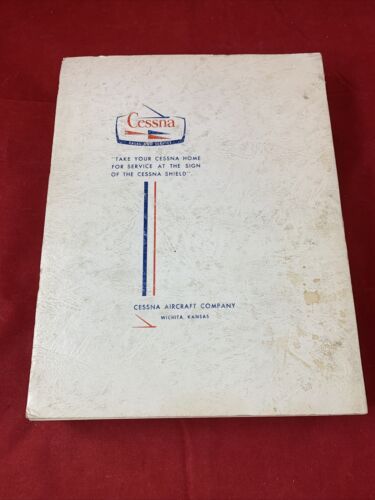 Cessna
SALES AND SERVICE
"TAKE YOUR CESSNA HOME
FOR SERVICE AT THE SIGN
OF THE CESSNA SHIELD".
CESSNA AIRCRAFT COMPANY
WICHITA, KANSAS